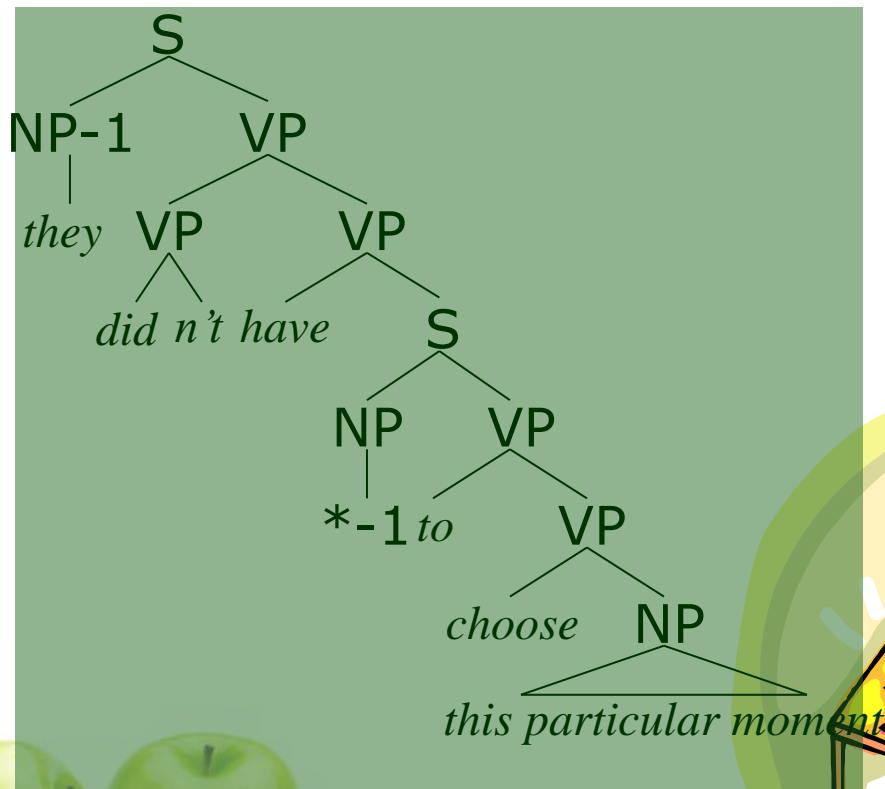 S
NP-1 VP
they VP VP
did n't have
S
NP VP
*-1 to VP
choose NP
this particular moment